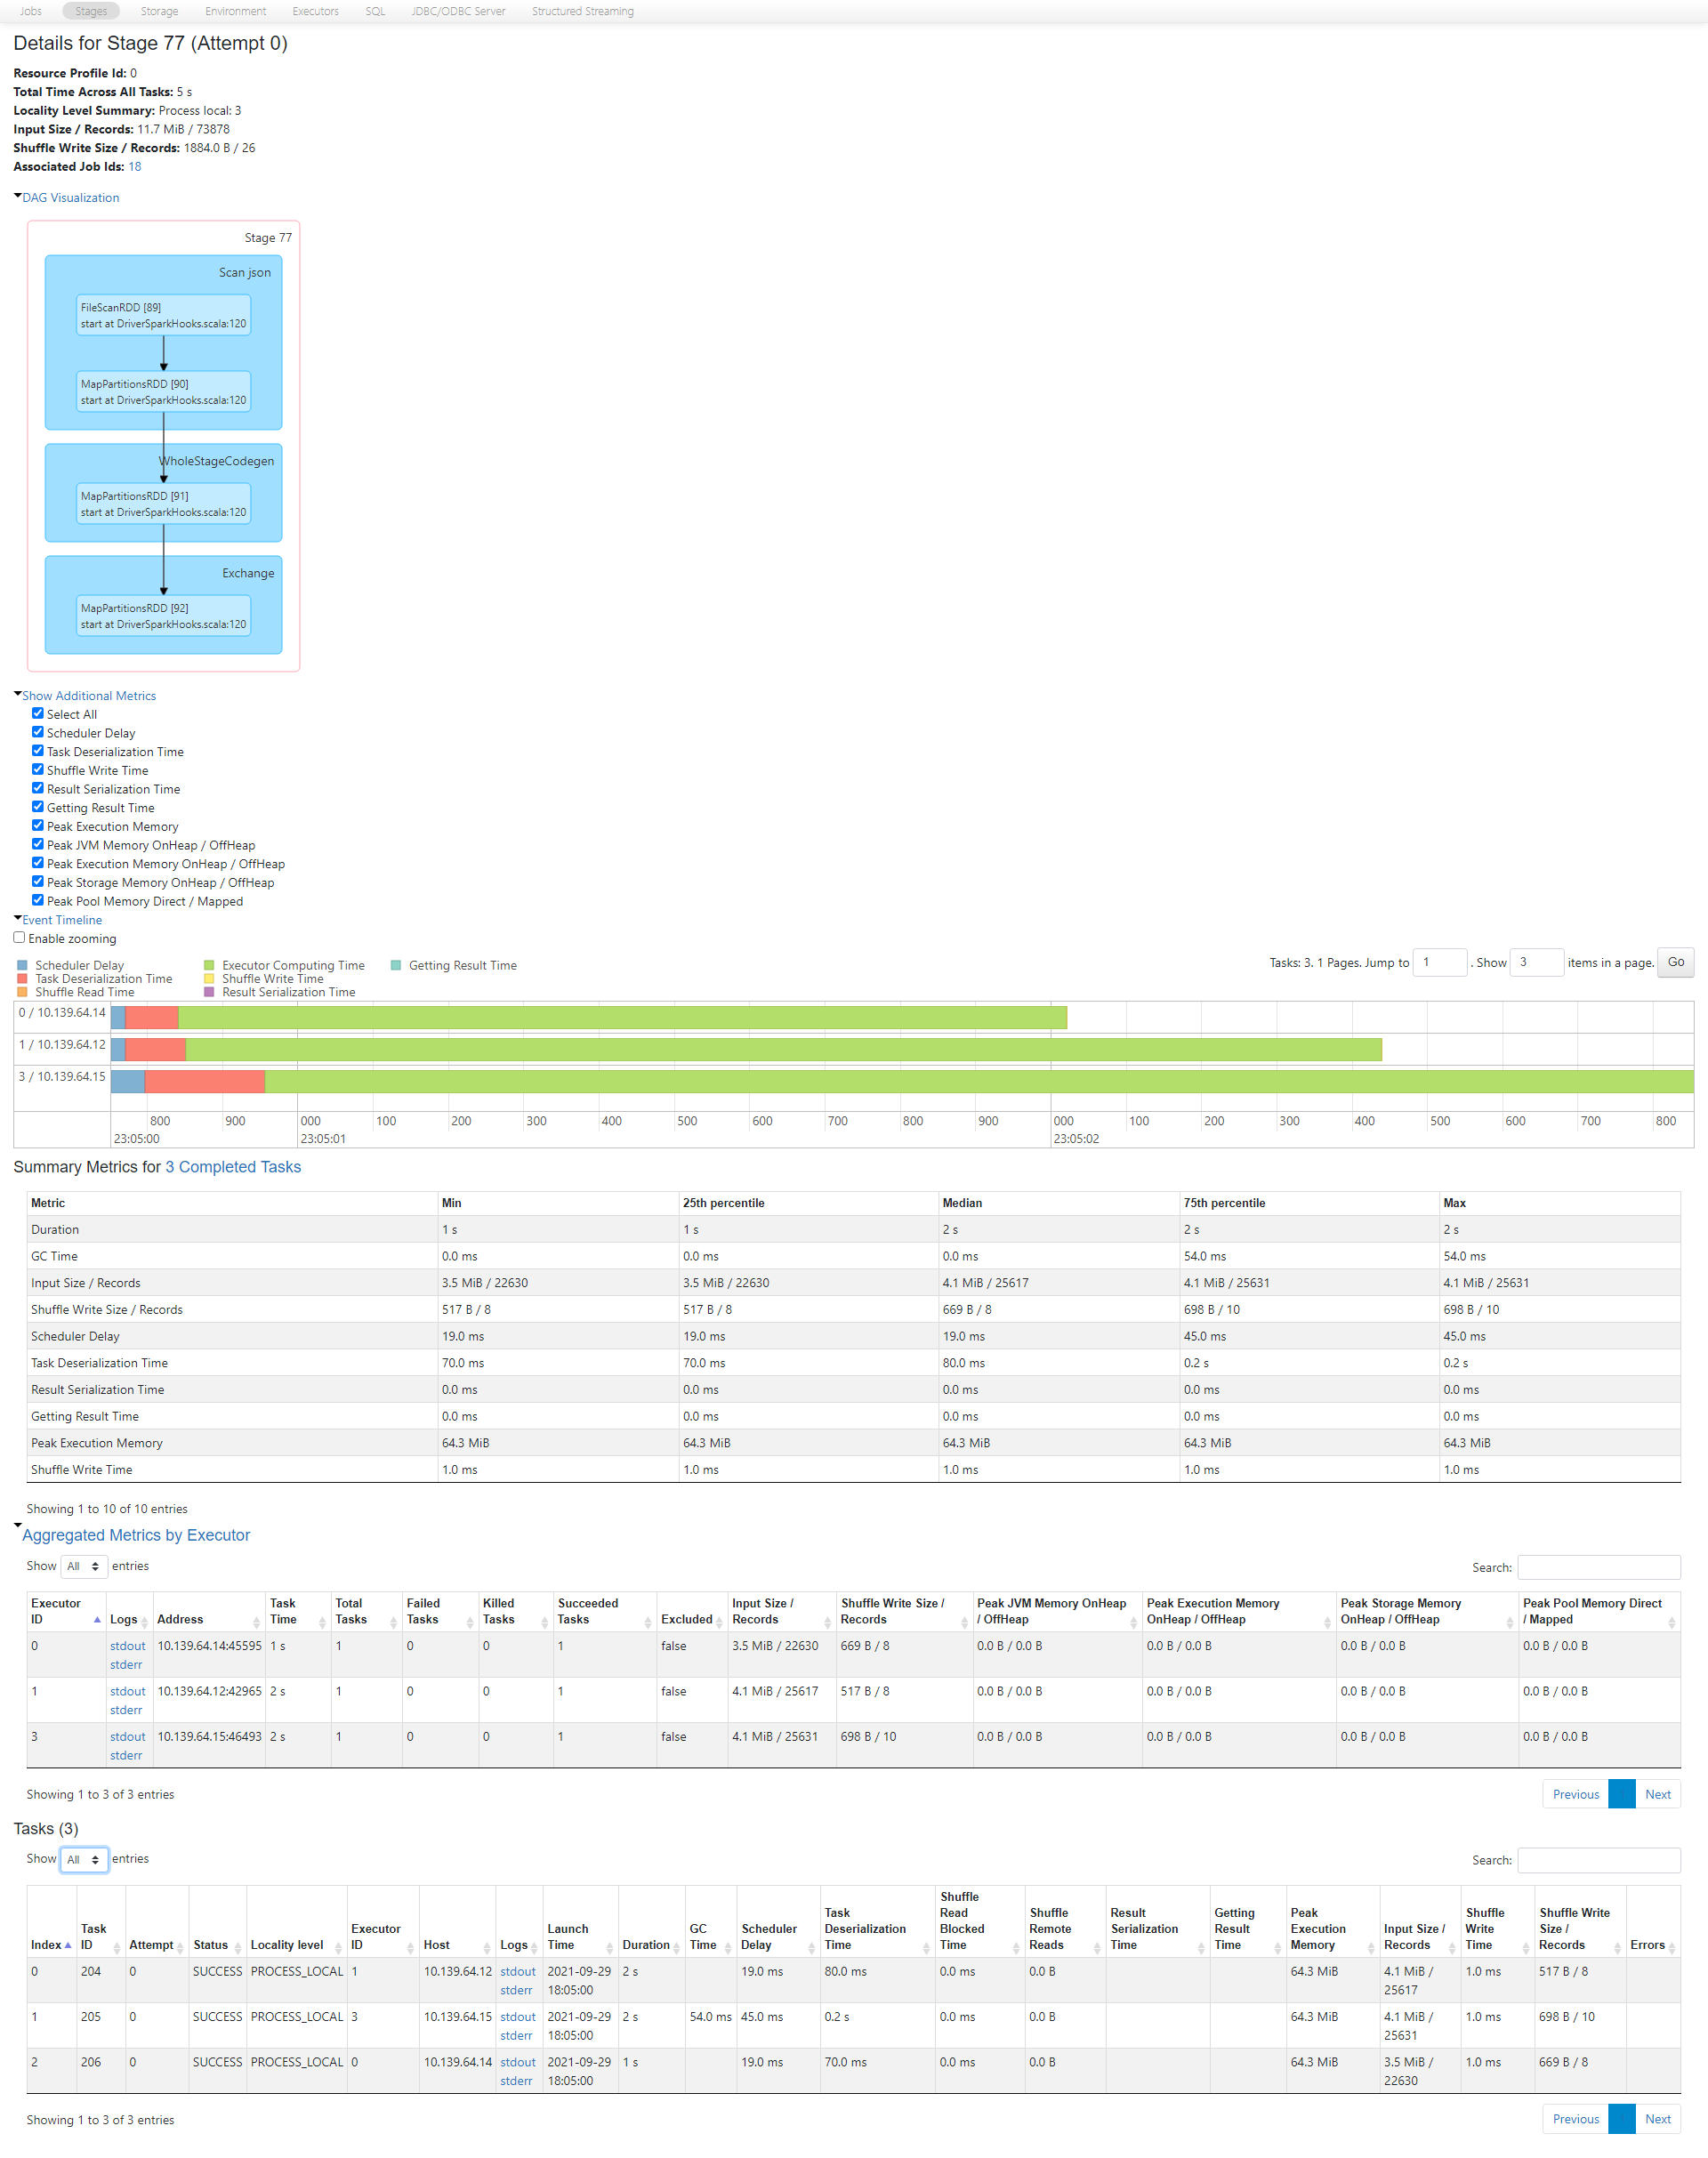 Jobs Stages Storage Environment Executors SQL JDBC/ODBC Server Structured Streaming
Details for Stage 77 (Attempt 0)
Resource Profile Id: 0
Total Time Across All Tasks: 5 s
Locality Level Summary: Process local: 3
Input Size / Records: 11.7 MiB / 73878
Shuffle Write Size / Records: 1884.0 B / 26
Associated Job Ids: 18
DAG Visualization
Stage 77
Scan json
FileScanRDD [89]
start at DriverSparkHooks.scala:120
MapPartitionsRDD [90]
start at DriverSparkHooks.scala:120
WholeStageCodegen
MapPartitionsRDD [91]
start at DriverSparkHooks.scala:120
Exchange
MapPartitionsRDD [92]
start at DriverSparkHooks.scala:120
Show Additional Metrics
Select All
Scheduler Delay
Task Deserialization Time
Shuffle Write Time
Result Serialization Time
Getting Result Time
Peak Execution Memory
Peak JVM Memory OnHeap / OffHeap
Peak Execution Memory OnHeap / OffHeap
Peak Storage Memory OnHeap / OffHeap
Peak Pool Memory Direct / Mapped
Event Timeline
Enable zooming
Tasks: 3. 1 Pages. Jump to 1 . Show 3 items in a page. Go
Scheduler Delay Executor Computing Time Getting Result Time
Task Deserialization Time Shuffle Write Time
Shuffle Read Time Result Serialization Time
0 / 10.139.64.14
1 / 10.139.64.12
3 / 10.139.64.15
800 900 000 100 200 300 400 500 600 700 800 900 000 100 200 300 400 500 600 700 800
23:05:00 23:05:01 23:05:02
Summary Metrics for 3 Completed Tasks
Metric Min 25th percentile Median 75th percentile Max
Duration 1 s 1 s 2 s 2 s 2 s
GC Time 0.0 ms 0.0 ms 0.0 ms 54.0 ms 54.0 ms
Input Size / Records 3.5 MiB / 22630 3.5 MiB / 22630 4.1 MiB / 25617 4.1 MiB / 25631 4.1 MiB / 25631
Shuffle Write Size / Records 517 B / 8 517 B / 8 669 B / 8 698 B / 10 698 B / 10
Scheduler Delay 19.0 ms 19.0 ms 19.0 ms 45.0 ms 45.0 ms
Task Deserialization Time 70.0 ms 70.0 ms 80.0 ms 0.2 s 0.2 s
Result Serialization Time 0.0 ms 0.0 ms 0.0 ms 0.0 ms 0.0 ms
Getting Result Time 0.0 ms 0.0 ms 0.0 ms 0.0 ms 0.0 ms
Peak Execution Memory 64.3 MiB 64.3 MiB 64.3 MiB 64.3 MiB 64.3 MiB
Shuffle Write Time 1.0 ms 1.0 ms 1.0 ms 1.0 ms 1.0 ms
Showing 1 to 10 of 10 entries
Aggregated Metrics by Executor
Show All entries Search:
Executor ID Logs Address Task Time Total Tasks Failed Tasks Killed Tasks Succeeded Tasks Excluded Input Size / Records Shuffle Write Size / Records Peak JVM Memory OnHeap / OffHeap Peak Execution Memory OnHeap / OffHeap Peak Storage Memory OnHeap / OffHeap Peak Pool Memory Direct / Mapped
0 stdout 10.139.64.14:45595 1 s 1 0 0 1 false 3.5 MiB / 22630 669 B / 8 0.0 B / 0.0 B 0.0 B / 0.0 B 0.0 B / 0.0 B 0.0 B / 0.0 B
stderr
1 stdout 10.139.64.12:42965 2 s 1 0 0 1 false 4.1 MiB / 25617 517 B / 8 0.0 B / 0.0 B 0.0 B / 0.0 B 0.0 B / 0.0 B 0.0 B / 0.0 B
stderr
3 stdout 10.139.64.15:46493 2 s 1 0 0 1 false 4.1 MiB / 25631 698 B / 10 0.0 B / 0.0 B 0.0 B / 0.0 B 0.0 B / 0.0 B 0.0 B / 0.0 B
stderr
Showing 1 to 3 of 3 entries Previous Next
Tasks (3)
Show All entries Search:
Index Task ID Attempt Status Locality level Executor ID Host Logs Launch Time Duration GC Time Scheduler Delay Task Deserialization Time Shuffle Read Blocked Time Shuffle Remote Reads Result Serialization Time Getting Result Time Peak Execution Memory Input Size / Records Shuffle Write Time Shuffle Write Size / Records Errors
0 204 0 SUCCESS PROCESS_LOCAL 1 10.139.64.12 stdout 2021-09-29 2 s 19.0 ms 80.0 ms 0.0 ms 0.0 B 64.3 MiB 4.1 MiB / 1.0 ms 517 B / 8
stderr 18:05:00 25617
1 205 0 SUCCESS PROCESS_LOCAL 3 10.139.64.15 stdout 2021-09-29 2 s 54.0 ms 45.0 ms 0.2 s 0.0 ms 0.0 B 64.3 MiB 4.1 MiB / 1.0 ms 698 B / 10
stderr 18:05:00 25631
2 206 0 SUCCESS PROCESS_LOCAL 0 10.139.64.14 stdout 2021-09-29 1 s 19.0 ms 70.0 ms 0.0 ms 0.0 B 64.3 MiB 3.5 MiB / 1.0 ms 669 B / 8
stderr 18:05:00 22630
Showing 1 to 3 of 3 entries Previous Next